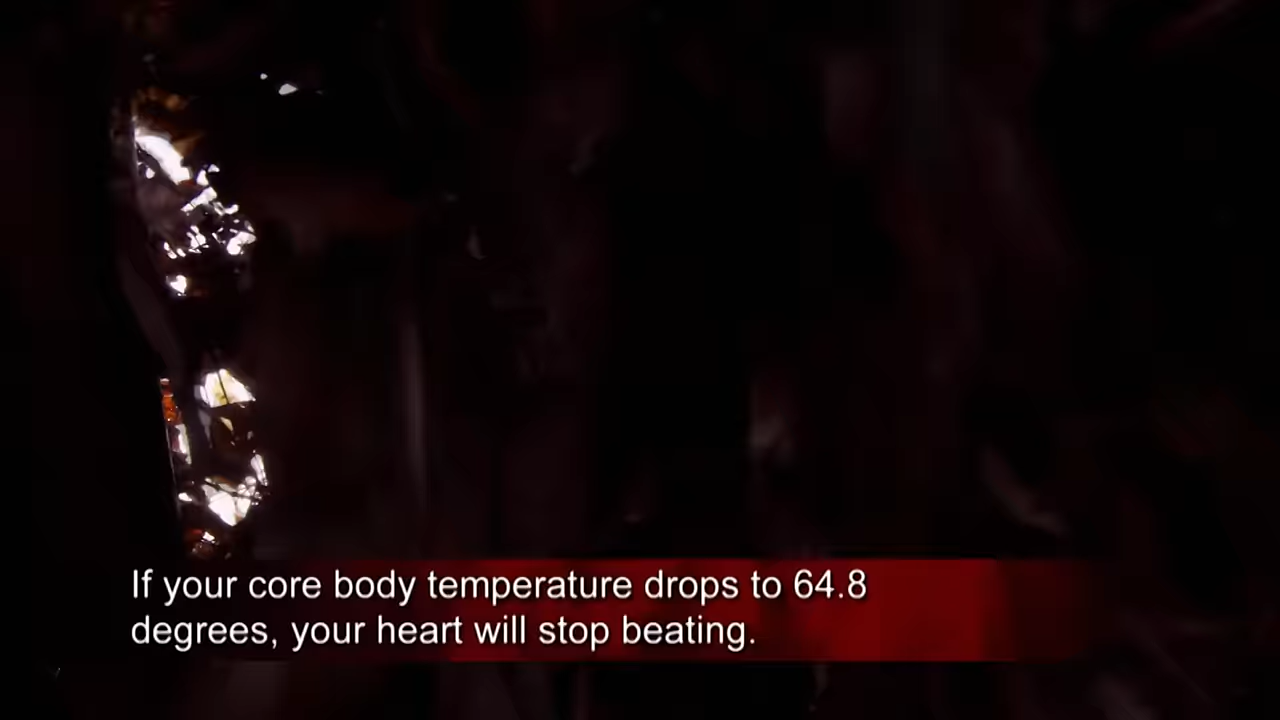 If your core body temperature drops to 64.8
degrees, your heart will stop beating.